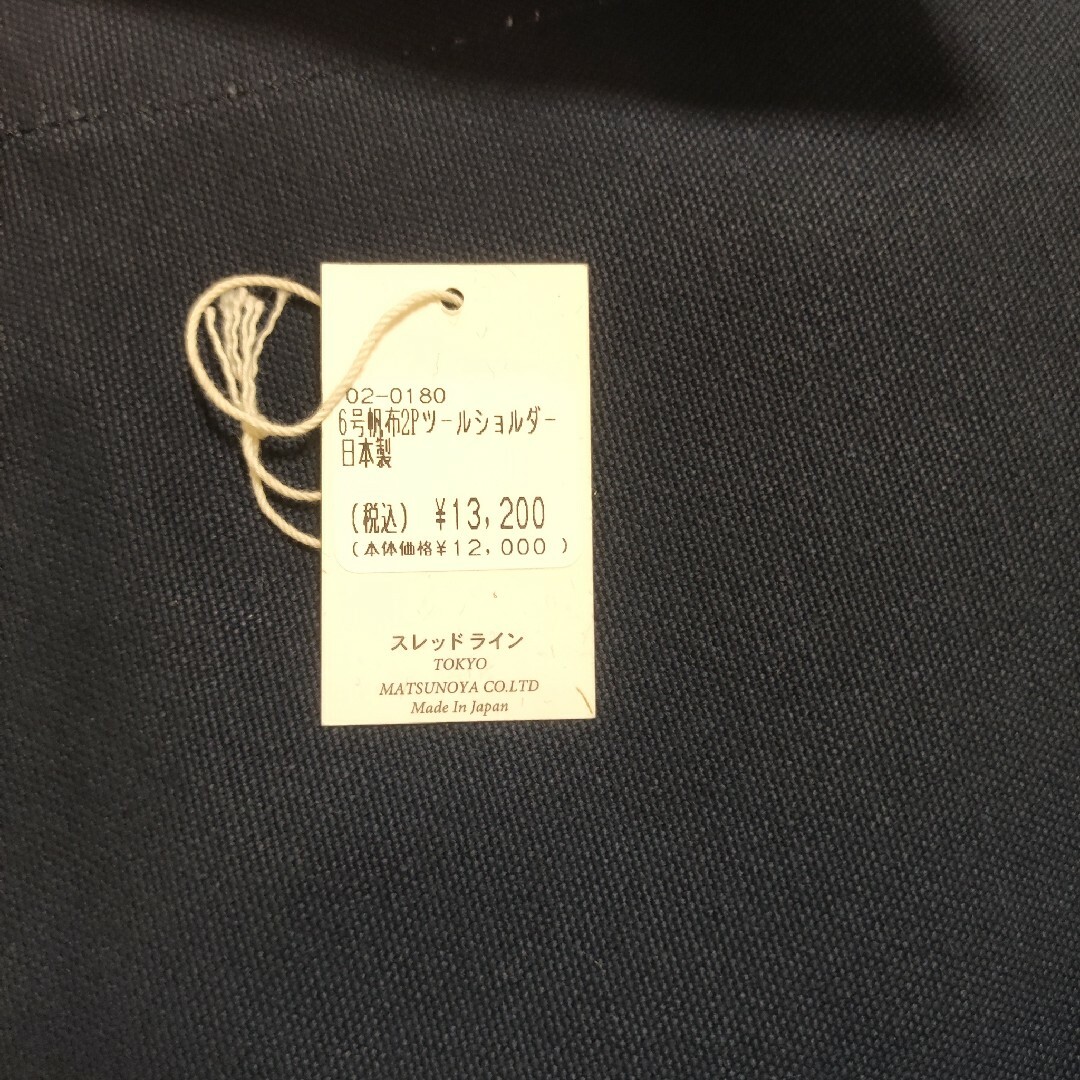 02-0180
6号帆布2Pツールショルダー
日本製
(税込) ¥13,200
(本体価格¥12,000 )
スレッドライン
TOKYO
MATSUNOYA CO.LTD
Made In Japan